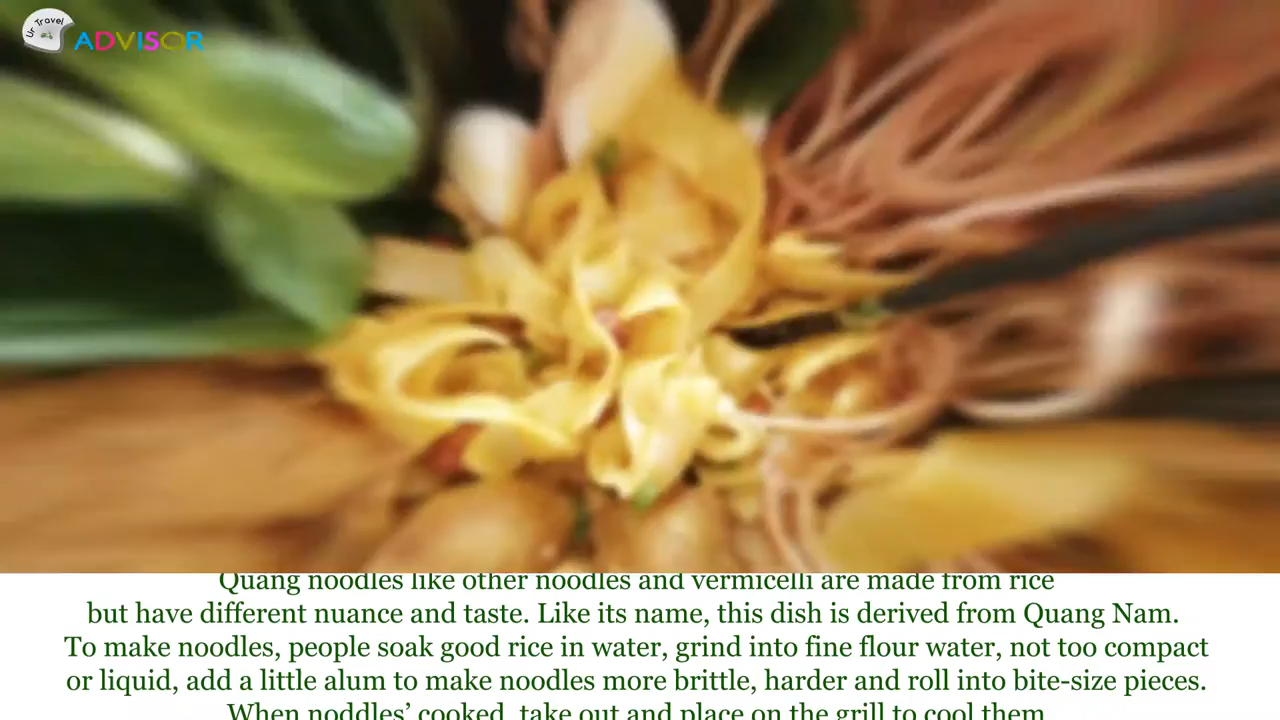 Ur Travel
ADVISOR
Quang noodles like other noodles and vermicelli are made from rice
but have different nuance and taste. Like its name, this dish is derived from Quang Nam.
To make noodles, people soak good rice in water, grind into fine flour water, not too compact
or liquid, add a little alum to make noodles more brittle, harder and roll into bite-size pieces.
When noddles' cooked, take out and place on the grill to cool them